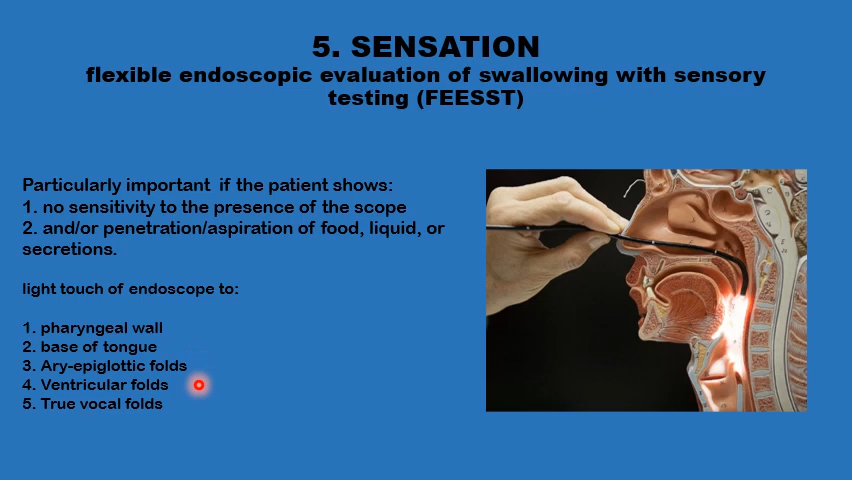 5. SENSATION
flexible endoscopic evaluation of swallowing with sensory
testing (FEESST)
Particularly important if the patient shows:
1. no sensitivity to the presence of the scope
2. and/or penetration/aspiration of food, liquid, or
secretions.
light touch of endoscope to:
1. pharyngeal wall
2. base of tongue
3. Ary-epiglottic folds
4. Ventricular folds
5. True vocal folds